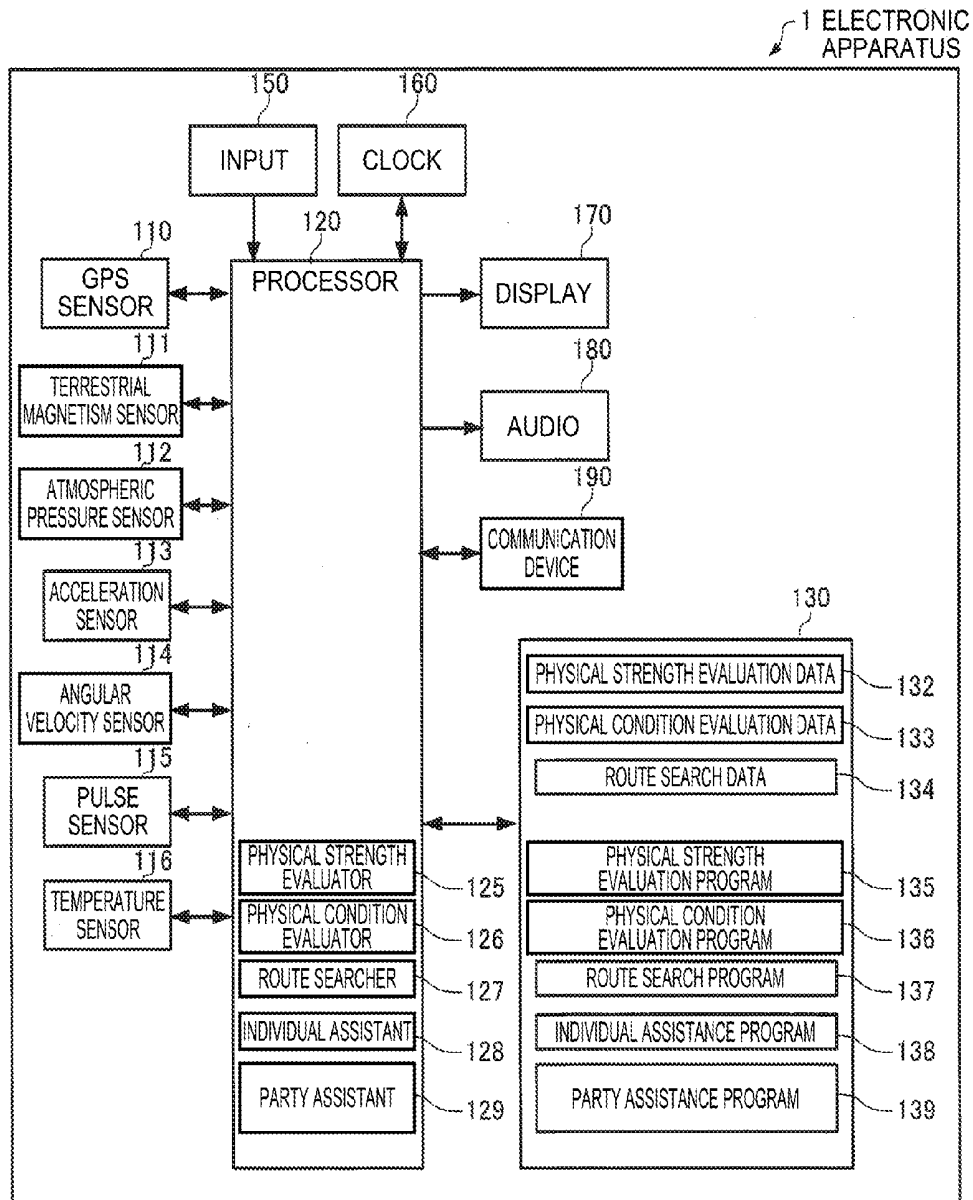 1 ELECTRONIC
APPARATUS
150
160
INPUT
CLOCK
110
120
170
GPS
SENSOR
PROCESSOR
DISPLAY
111
TERRESTRIAL
MAGNETISM SENSOR
180
AUDIO
112
ATMOSPHERIC
PRESSURE SENSOR
190
COMMUNICATION
DEVICE
113
ACCELERATION
SENSOR
130
114
ANGULAR
VELOCITY SENSOR
PHYSICAL STRENGTH EVALUATION DATA
132
PHYSICAL CONDITION EVALUATION DATA
133
115
PULSE
SENSOR
ROUTE SEARCH DATA
134
116
TEMPERATURE
SENSOR
PHYSICAL STRENGTH
EVALUATOR
125
PHYSICAL STRENGTH
EVALUATION PROGRAM
135
PHYSICAL CONDITION
EVALUATOR
126
PHYSICAL CONDITION
EVALUATION PROGRAM
136
ROUTE SEARCHER
127
ROUTE SEARCH PROGRAM
137
INDIVIDUAL ASSISTANT
128
INDIVIDUAL ASSISTANCE PROGRAM
138
PARTY ASSISTANT
129
PARTY ASSISTANCE PROGRAM
139